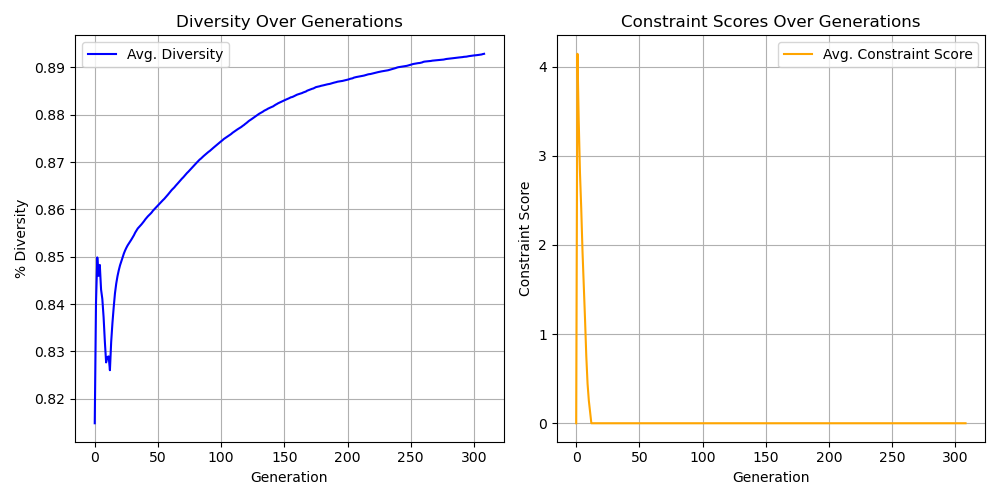 Diversity Over Generations
Avg. Diversity
0.89
0.88
0.87
0.86
0.85
0.84
0.83
0.82
% Diversity
0 50 100 150 200 250 300
Generation
Constraint Scores Over Generations
Avg. Constraint Score
4
3
2
1
0
Constraint Score
0 50 100 150 200 250 300
Generation